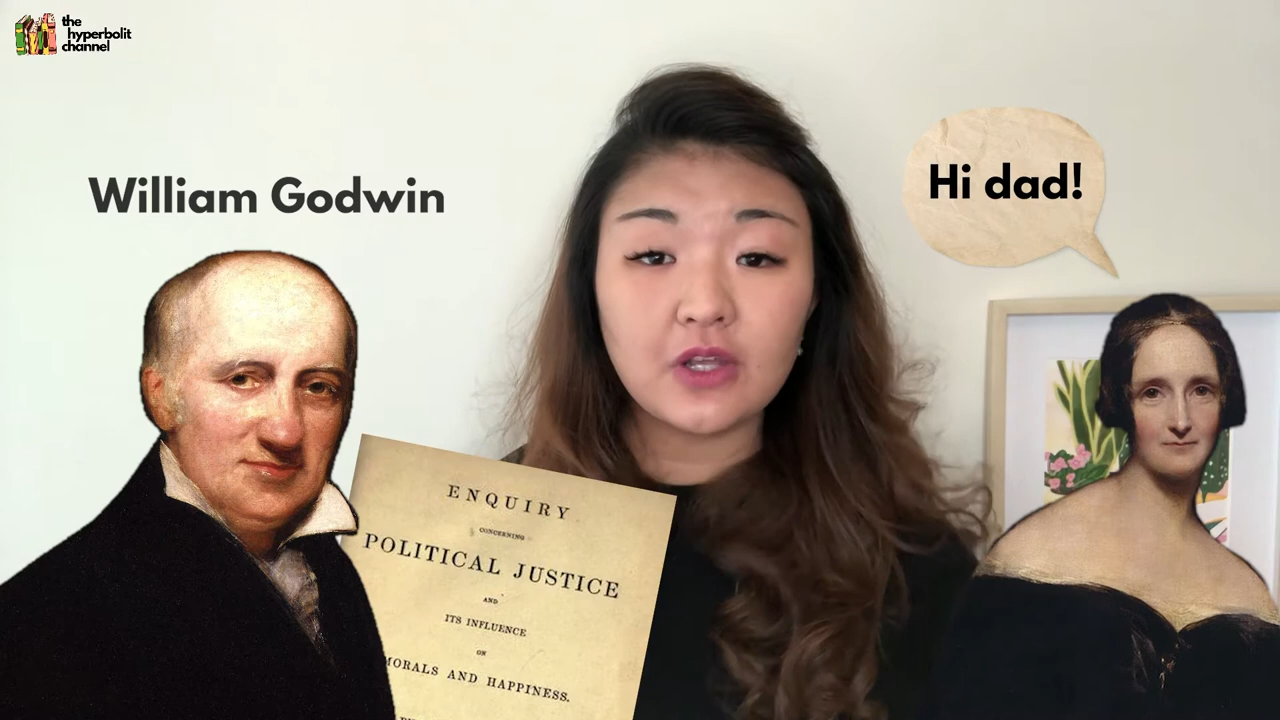 the
hyperbolit
channel
William Godwin
Hi dad!
ENQUIRY
CONCERNING
POLITICAL JUSTICE
AND
ITS INFLUENCE
ON
MORALS AND HAPPINESS.